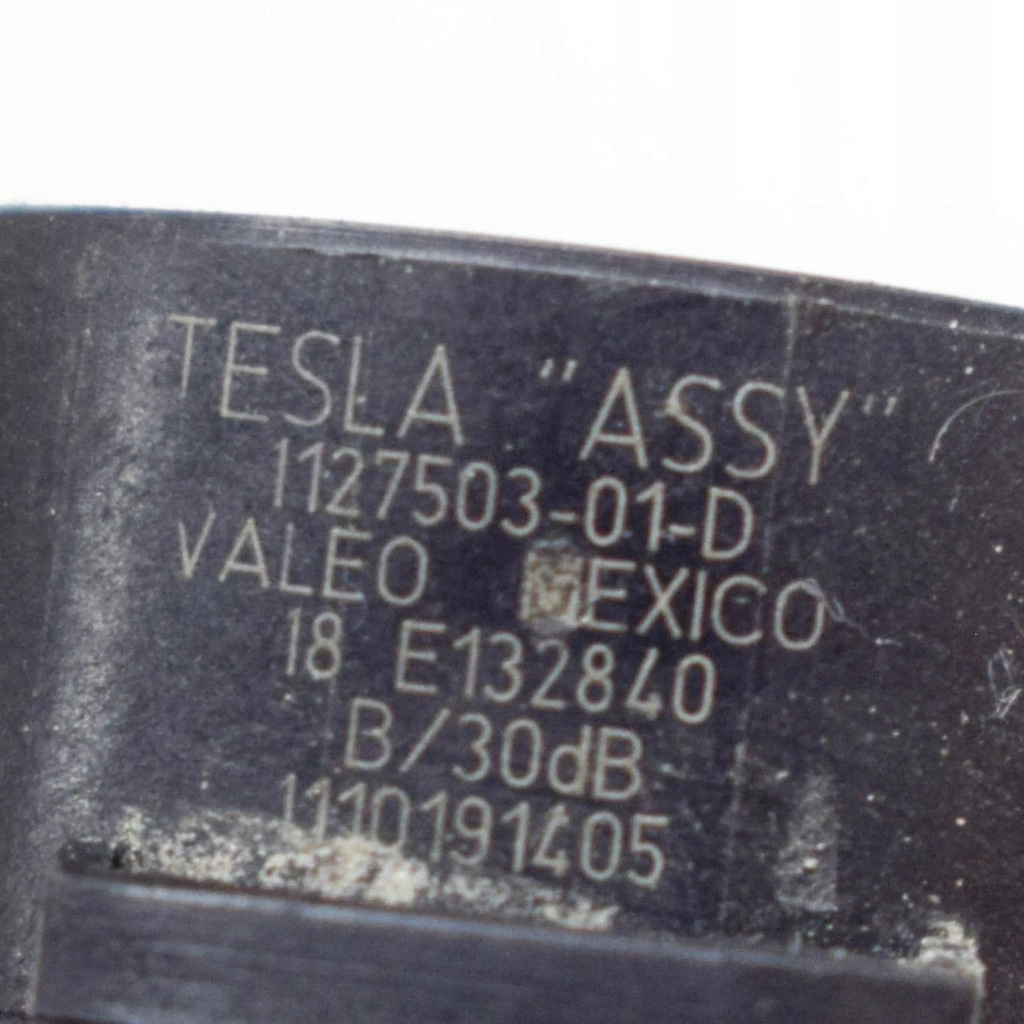 TESLA "ASSY"
1127503-01-D
VALEO MEXICO
18 E132840
B/30dB
1110191405